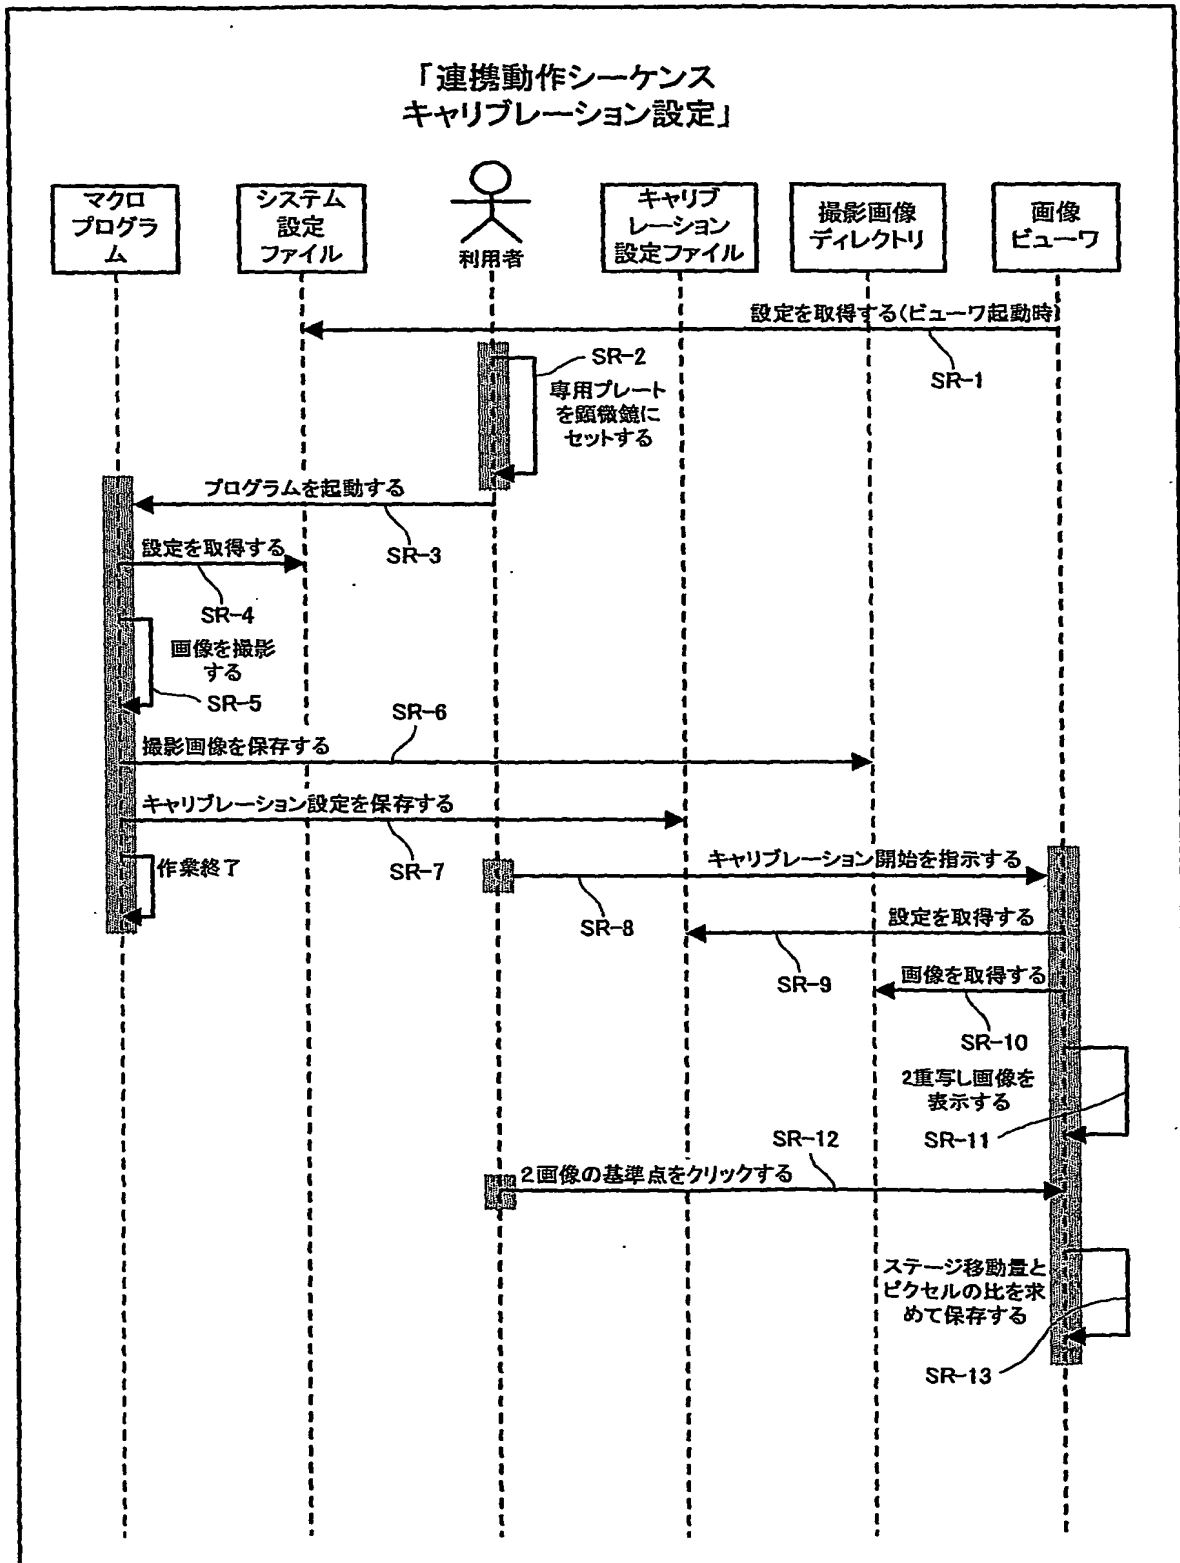 「連携動作シーケンス
キャリブレーション設定」
マクロ
プログラ
ム
システム
設定
ファイル
利用者
キャリブ
レーション
設定ファイル
撮影画像
ディレクトリ
画像
ビューワ
設定を取得する(ビューワ起動時)
SR-1
SR-2
専用プレート
を顕微鏡に
セットする
プログラムを起動する
SR-3
設定を取得する
SR-4
画像を撮影
する
SR-5
SR-6
撮影画像を保存する
キャリブレーション設定を保存する
SR-7
作業終了
キャリブレーション開始を指示する
SR-8
設定を取得する
SR-9
画像を取得する
SR-10
2重写し画像を
表示する
SR-11
SR-12
2画像の基準点をクリックする
ステージ移動量と
ピクセルの比を求
めて保存する
SR-13